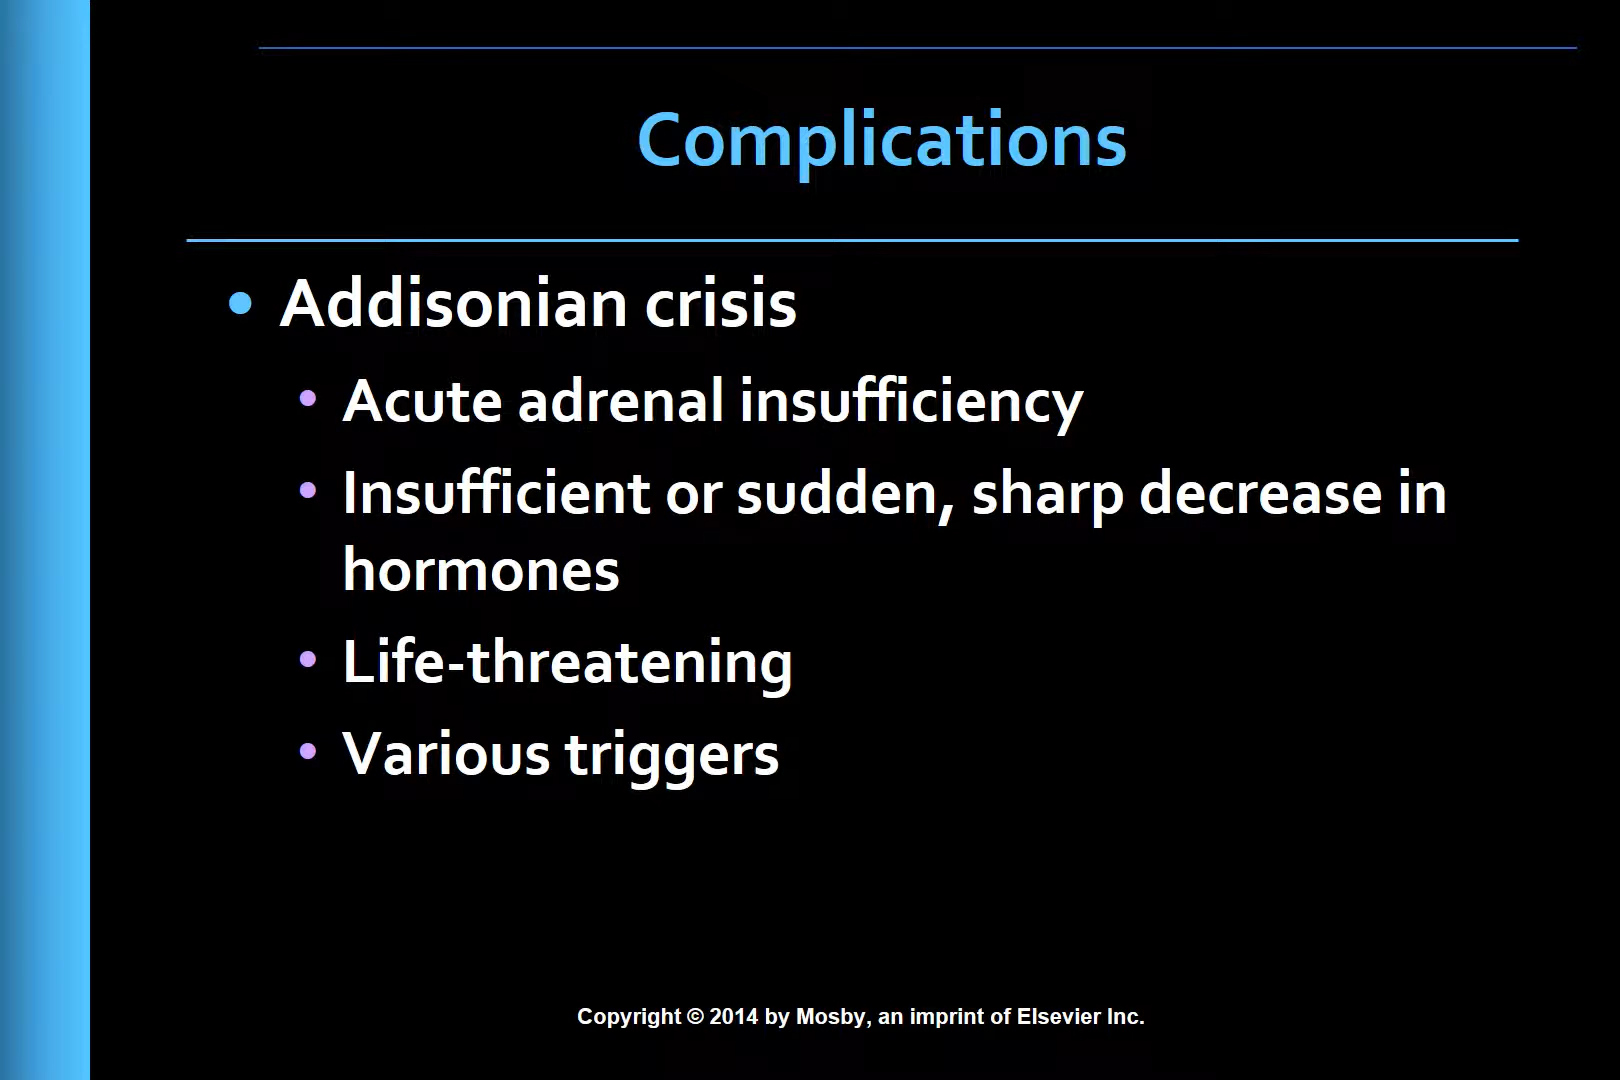 Complications
• Addisonian crisis
• Acute adrenal insufficiency
• Insufficient or sudden, sharp decrease in
hormones
• Life-threatening
• Various triggers
Copyright © 2014 by Mosby, an imprint of Elsevier Inc.